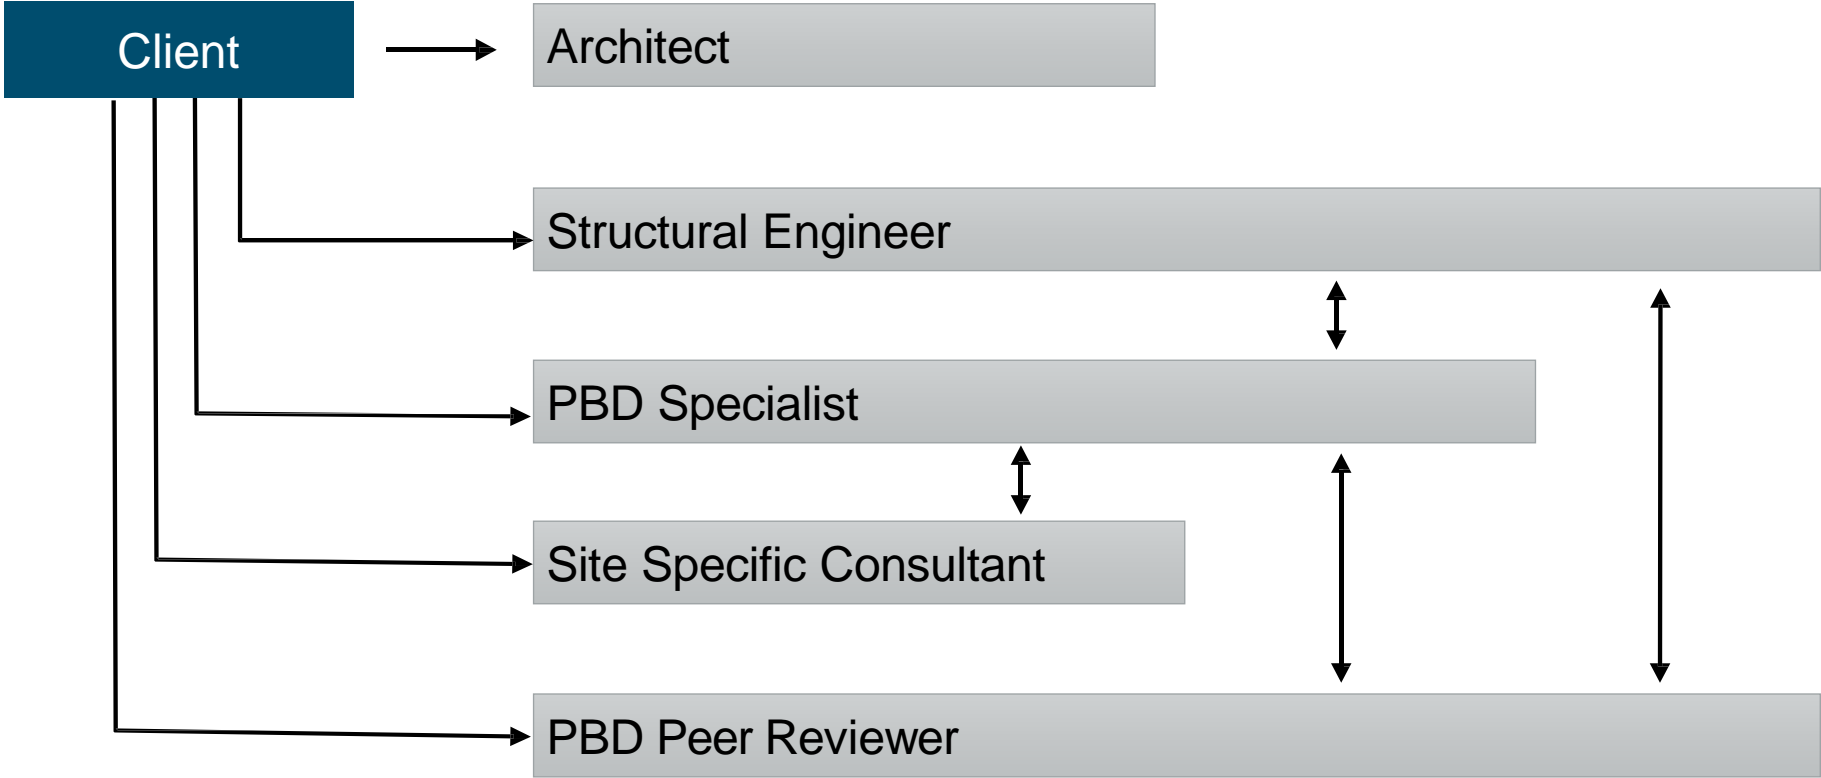 Client
Architect
Structural Engineer
PBD Specialist
Site Specific Consultant
PBD Peer Reviewer